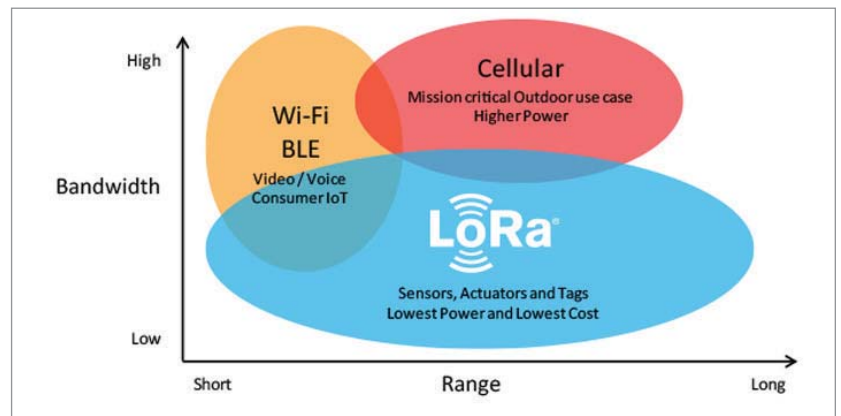 High
Cellular
Mission critical Outdoor use case
Higher Power
Wi-Fi
BLE
Video / Voice
Consumer IoT
Bandwidth
LoRa®
Sensors, Actuators and Tags
Lowest Power and Lowest Cost
Low
Short
Range
Long